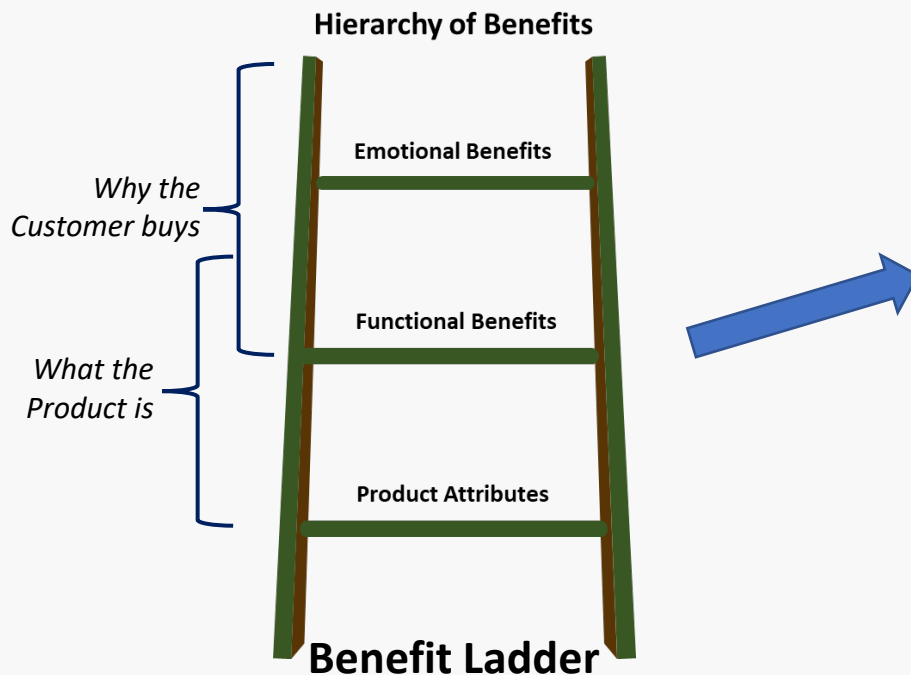 Hierarchy of Benefits
Emotional Benefits
Why the
Customer buys
Functional Benefits
What the
Product is
Product Attributes
Benefit Ladder